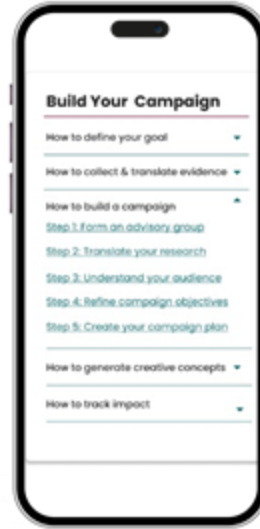 Build Your Campaign
How to define your goal
How to collect & translate evidence
How to build a campaign
Step 1: Form an advisory group
Step 2: Translate your research
Step 3: Understand your audience
Step 4: Refine campaign objectives
Step 5: Create your campaign plan
How to generate creative concepts
How to track impact